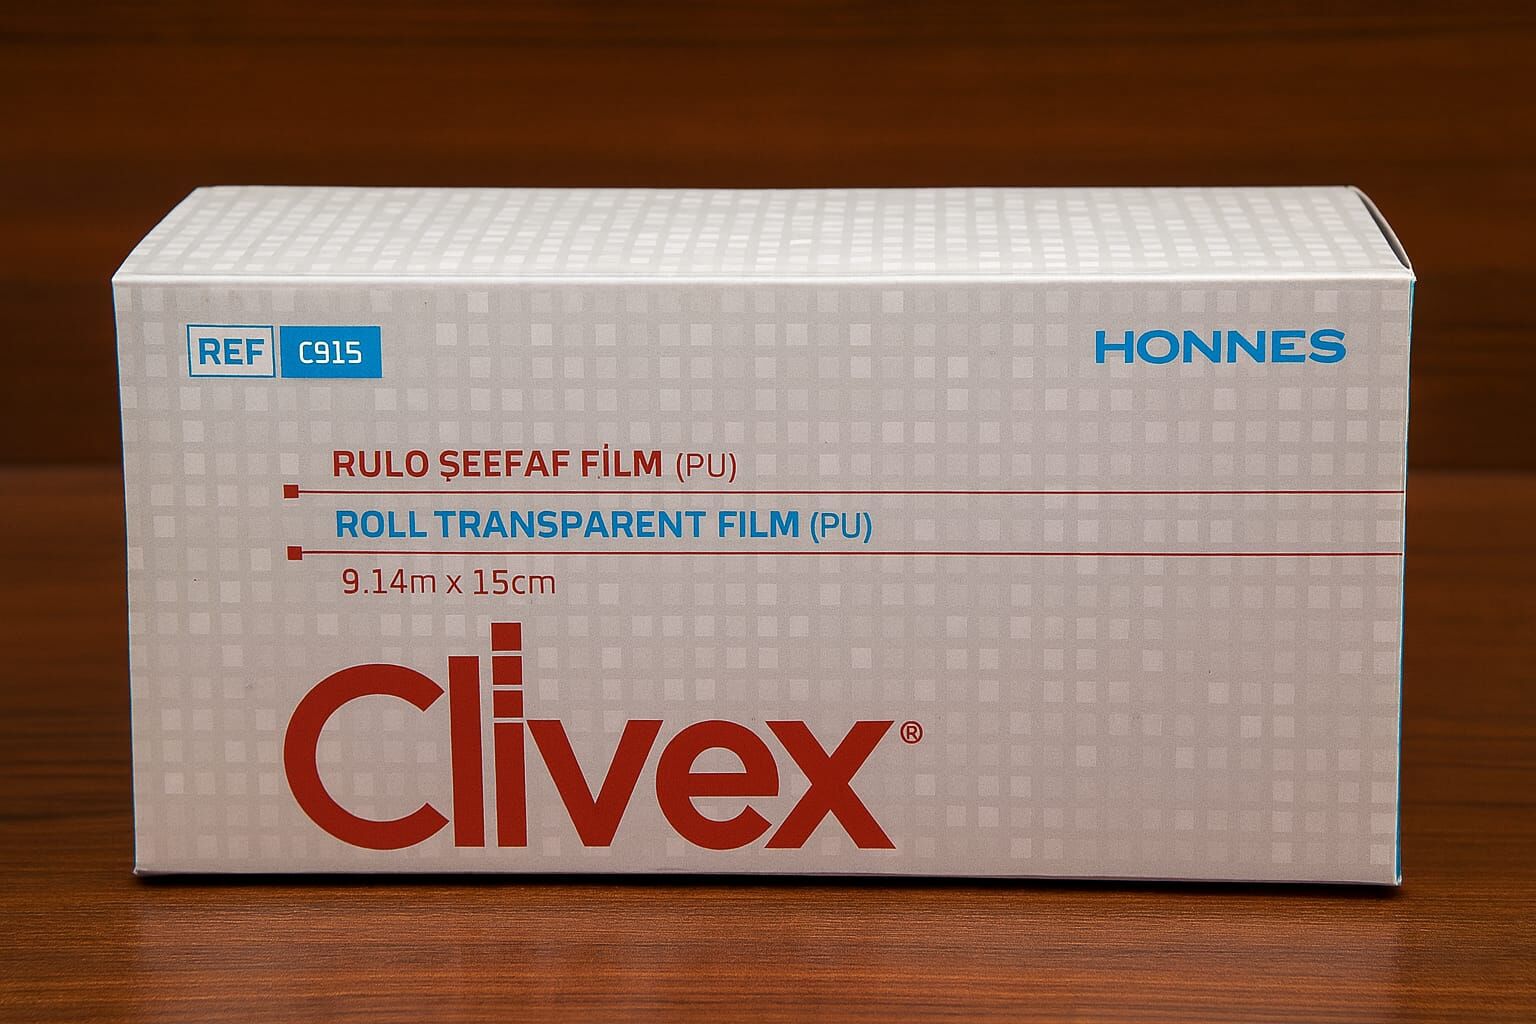 REF C915
HONNES
RULO ŞEEFAF FİLM (PU)
ROLL TRANSPARENT FILM (PU)
9.14m x 15cm
Clivex®